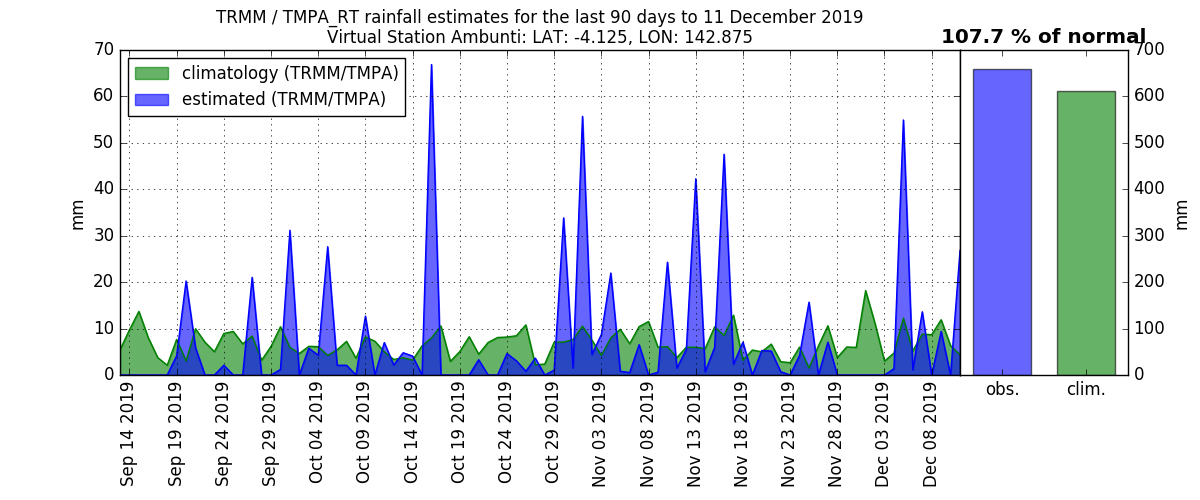 TRMM / TMPA_RT rainfall estimates for the last 90 days to 11 December 2019
Virtual Station Ambunti: LAT: -4.125, LON: 142.875
107.7 % of normal
climatology (TRMM/TMPA)
estimated (TRMM/TMPA)
mm
70
60
50
40
30
20
10
0
Sep 14 2019
Sep 19 2019
Sep 24 2019
Sep 29 2019
Oct 04 2019
Oct 09 2019
Oct 14 2019
Oct 19 2019
Oct 24 2019
Oct 29 2019
Nov 03 2019
Nov 08 2019
Nov 13 2019
Nov 18 2019
Nov 23 2019
Nov 28 2019
Dec 03 2019
Dec 08 2019
obs.
clim.
700
600
500
400
300
200
100
0
mm